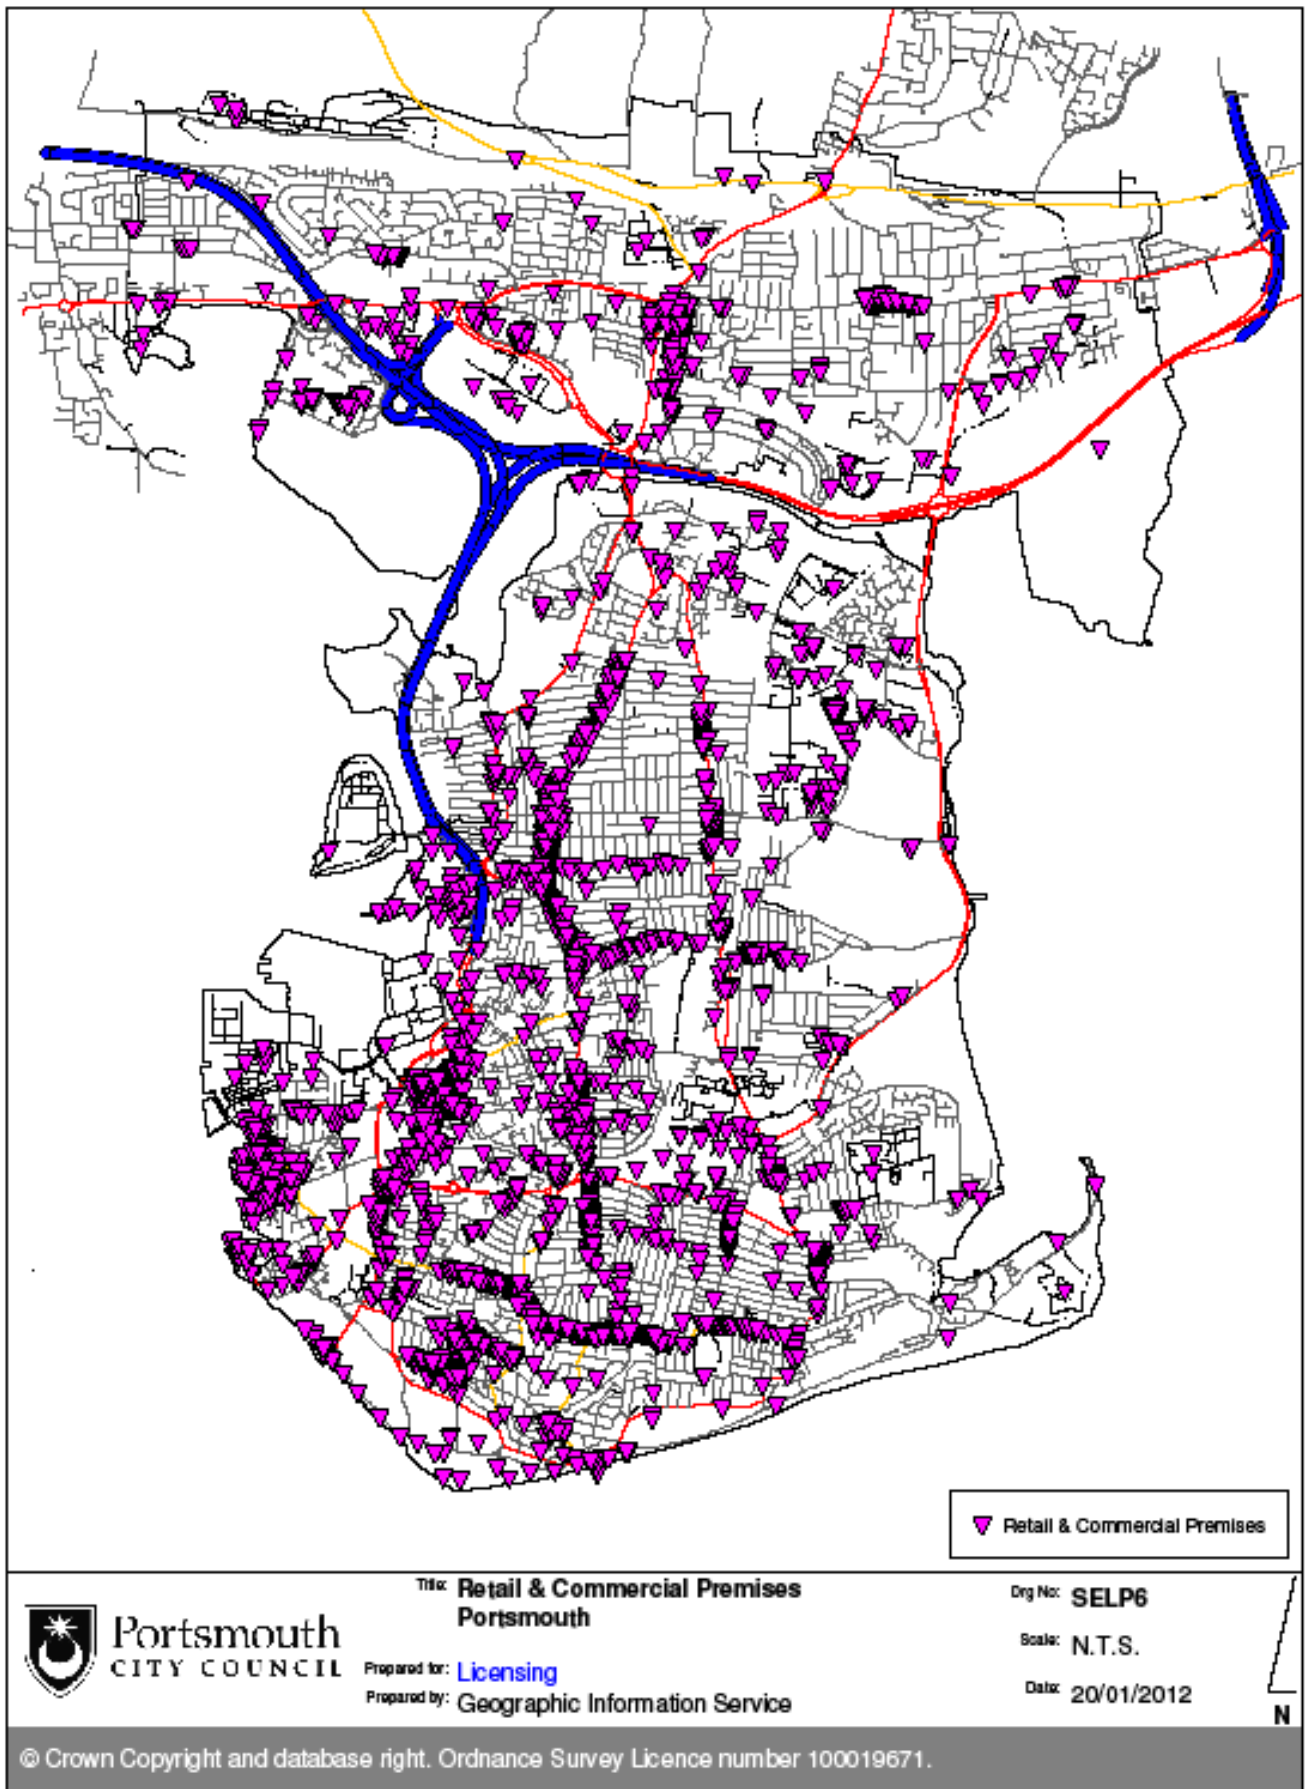 Retail & Commercial Premises
Portsmouth
CITY COUNCIL
Title: Retail & Commercial Premises
Portsmouth
Prepared for: Licensing
Prepared by: Geographic Information Service
Drg No: SELP6
Scale: N.T.S.
Date: 20/01/2012
N
© Crown Copyright and database right. Ordnance Survey Licence number 100019671.